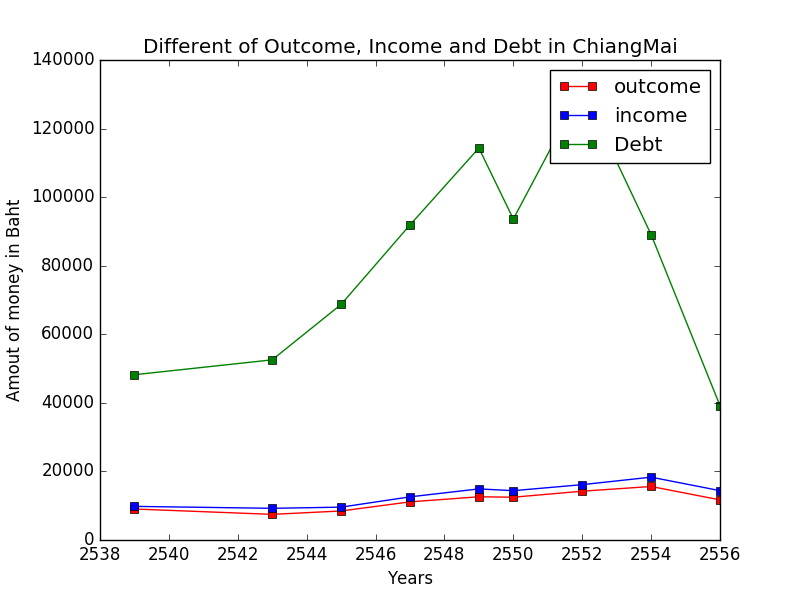 Different of Outcome, Income and Debt in ChiangMai
140000
120000
100000
80000
60000
40000
20000
0
Amout of money in Baht
outcome
income
Debt
2538 2540 2542 2544 2546 2548 2550 2552 2554 2556
Years